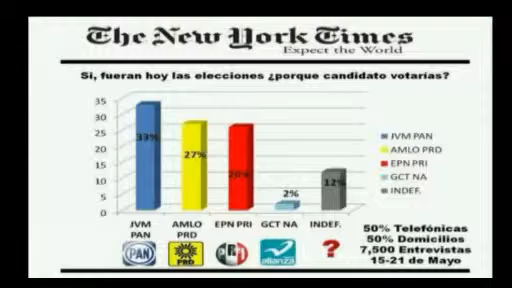 The New York Times
Expect the World
Si, fueran hoy las elecciones ¿porque candidato votarías?
35
30
25
20
15
10
5
0
33%
27%
26%
2%
12%
JVM PAN
AMLO PRD
EPN PRI
GCT NA
INDEF.
JVM PAN
AMLO PRD
EPN PRI
GCT NA
INDEF.
PAN
PRD
PRI
alianza
?
50% Telefónicas
50% Domicilios
7,500 Entrevistas
15-21 de Mayo